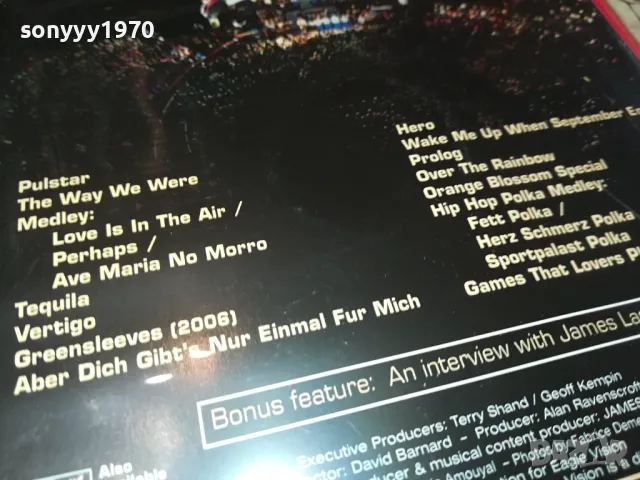 sonyyy1970
Pulstar
The Way We Were
Medley:
Love Is In The Air /
Perhaps /
Ave Maria No Morro
Tequila
Vertigo
Greensleeves (2006)
Aber Dich Gibt's Nur Einmal Fur Mich
Hero
Wake Me Up When September
Prolog
Over The Rainbow
Orange Blossom Special
Hip Hop Polka Medley:
Fett Polka /
Herz Schmerz Polka
Sportpalast Polka
Games That Lovers
Bonus feature: An interview with James
Executive Producers: Terry Shand / Geoff Kempin
David Barnard - Producer: Alan Ravenscroft
& musical content producer: JAMES
Amouyal - Photos: Fabrice
for Eagle Vision
Vision is a
Also